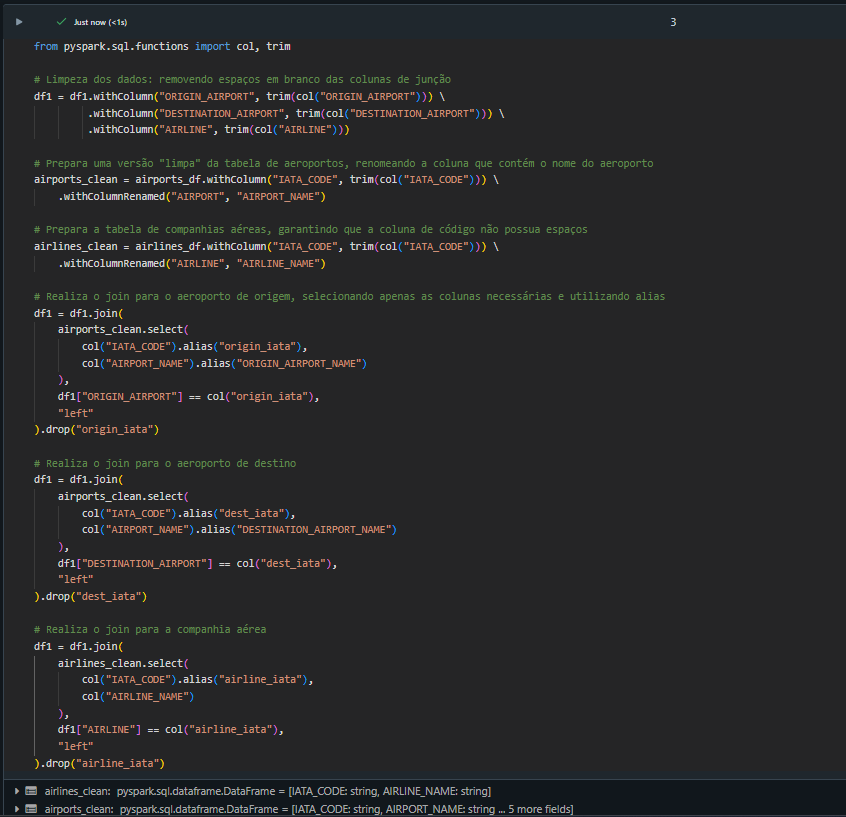 Just now (<1s)
3
from pyspark.sql.functions import col, trim
# Limpeza dos dados: removendo espaços em branco das colunas de junção
df1 = df1.withColumn("ORIGIN_AIRPORT", trim(col("ORIGIN_AIRPORT"))) \
.withColumn("DESTINATION_AIRPORT", trim(col("DESTINATION_AIRPORT"))) \
.withColumn("AIRLINE", trim(col("AIRLINE")))
# Prepara uma versão "limpa" da tabela de aeroportos, renomeando a coluna que contém o nome do aeroporto
airports_clean = airports_df.withColumn("IATA_CODE", trim(col("IATA_CODE"))) \
.withColumnRenamed("AIRPORT", "AIRPORT_NAME")
# Prepara a tabela de companhias aéreas, garantindo que a coluna de código não possua espaços
airlines_clean = airlines_df.withColumn("IATA_CODE", trim(col("IATA_CODE"))) \
.withColumnRenamed("AIRLINE", "AIRLINE_NAME")
# Realiza o join para o aeroporto de origem, selecionando apenas as colunas necessárias e utilizando alias
df1 = df1.join(
airports_clean.select(
col("IATA_CODE").alias("origin_iata"),
col("AIRPORT_NAME").alias("ORIGIN_AIRPORT_NAME")
),
df1["ORIGIN_AIRPORT"] == col("origin_iata"),
"left"
).drop("origin_iata")
# Realiza o join para o aeroporto de destino
df1 = df1.join(
airports_clean.select(
col("IATA_CODE").alias("dest_iata"),
col("AIRPORT_NAME").alias("DESTINATION_AIRPORT_NAME")
),
df1["DESTINATION_AIRPORT"] == col("dest_iata"),
"left"
).drop("dest_iata")
# Realiza o join para a companhia aérea
df1 = df1.join(
airlines_clean.select(
col("IATA_CODE").alias("airline_iata"),
col("AIRLINE_NAME")
),
df1["AIRLINE"] == col("airline_iata"),
"left"
).drop("airline_iata")
airlines_clean: pyspark.sql.dataframe.DataFrame = [IATA_CODE: string, AIRLINE_NAME: string]
airports_clean: pyspark.sql.dataframe.DataFrame = [IATA_CODE: string, AIRPORT_NAME: string ... 5 more fields]